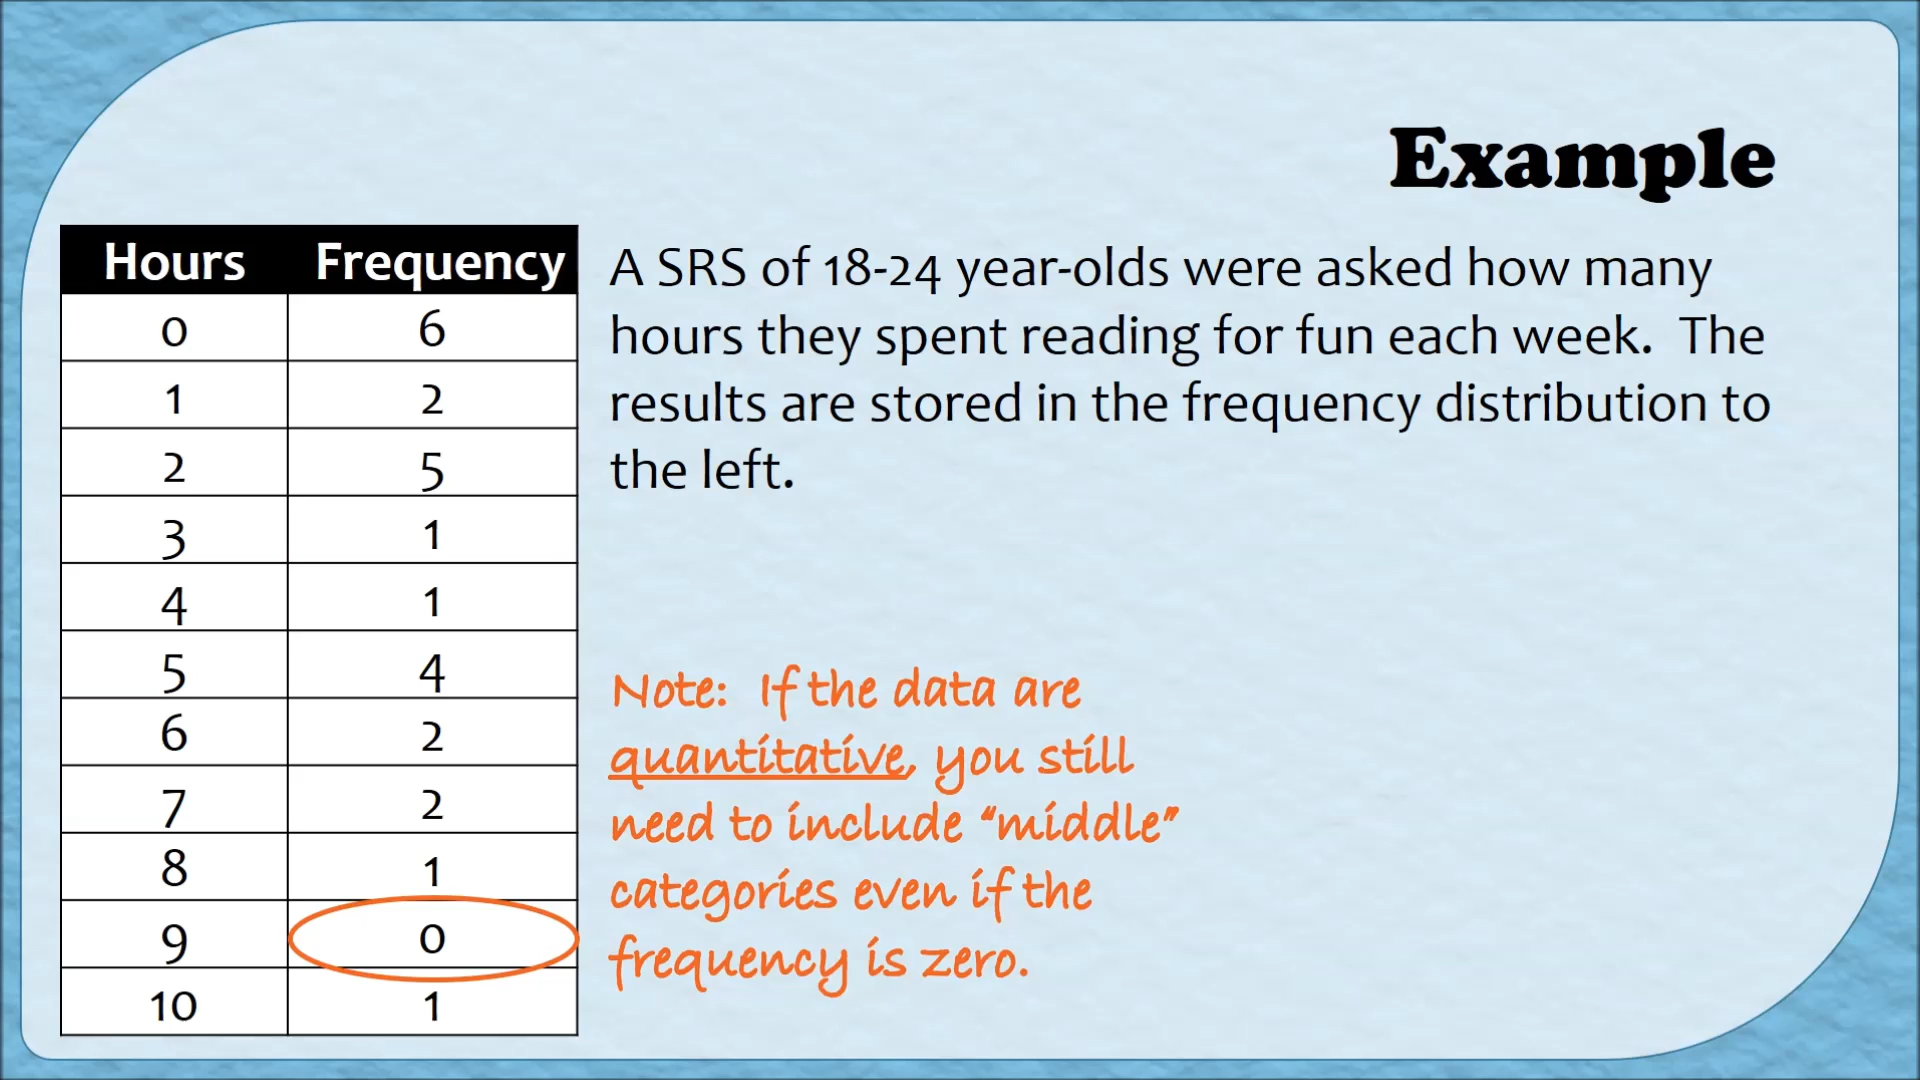 Example
Hours Frequency
0 6
1 2
2 5
3 1
4 1
5 4
6 2
7 2
8 1
9 0
10 1
A SRS of 18-24 year-olds were asked how many
hours they spent reading for fun each week. The
results are stored in the frequency distribution to
the left.
Note: If the data are
quantitative, you still
need to include “middle”
categories even if the
frequency is zero.